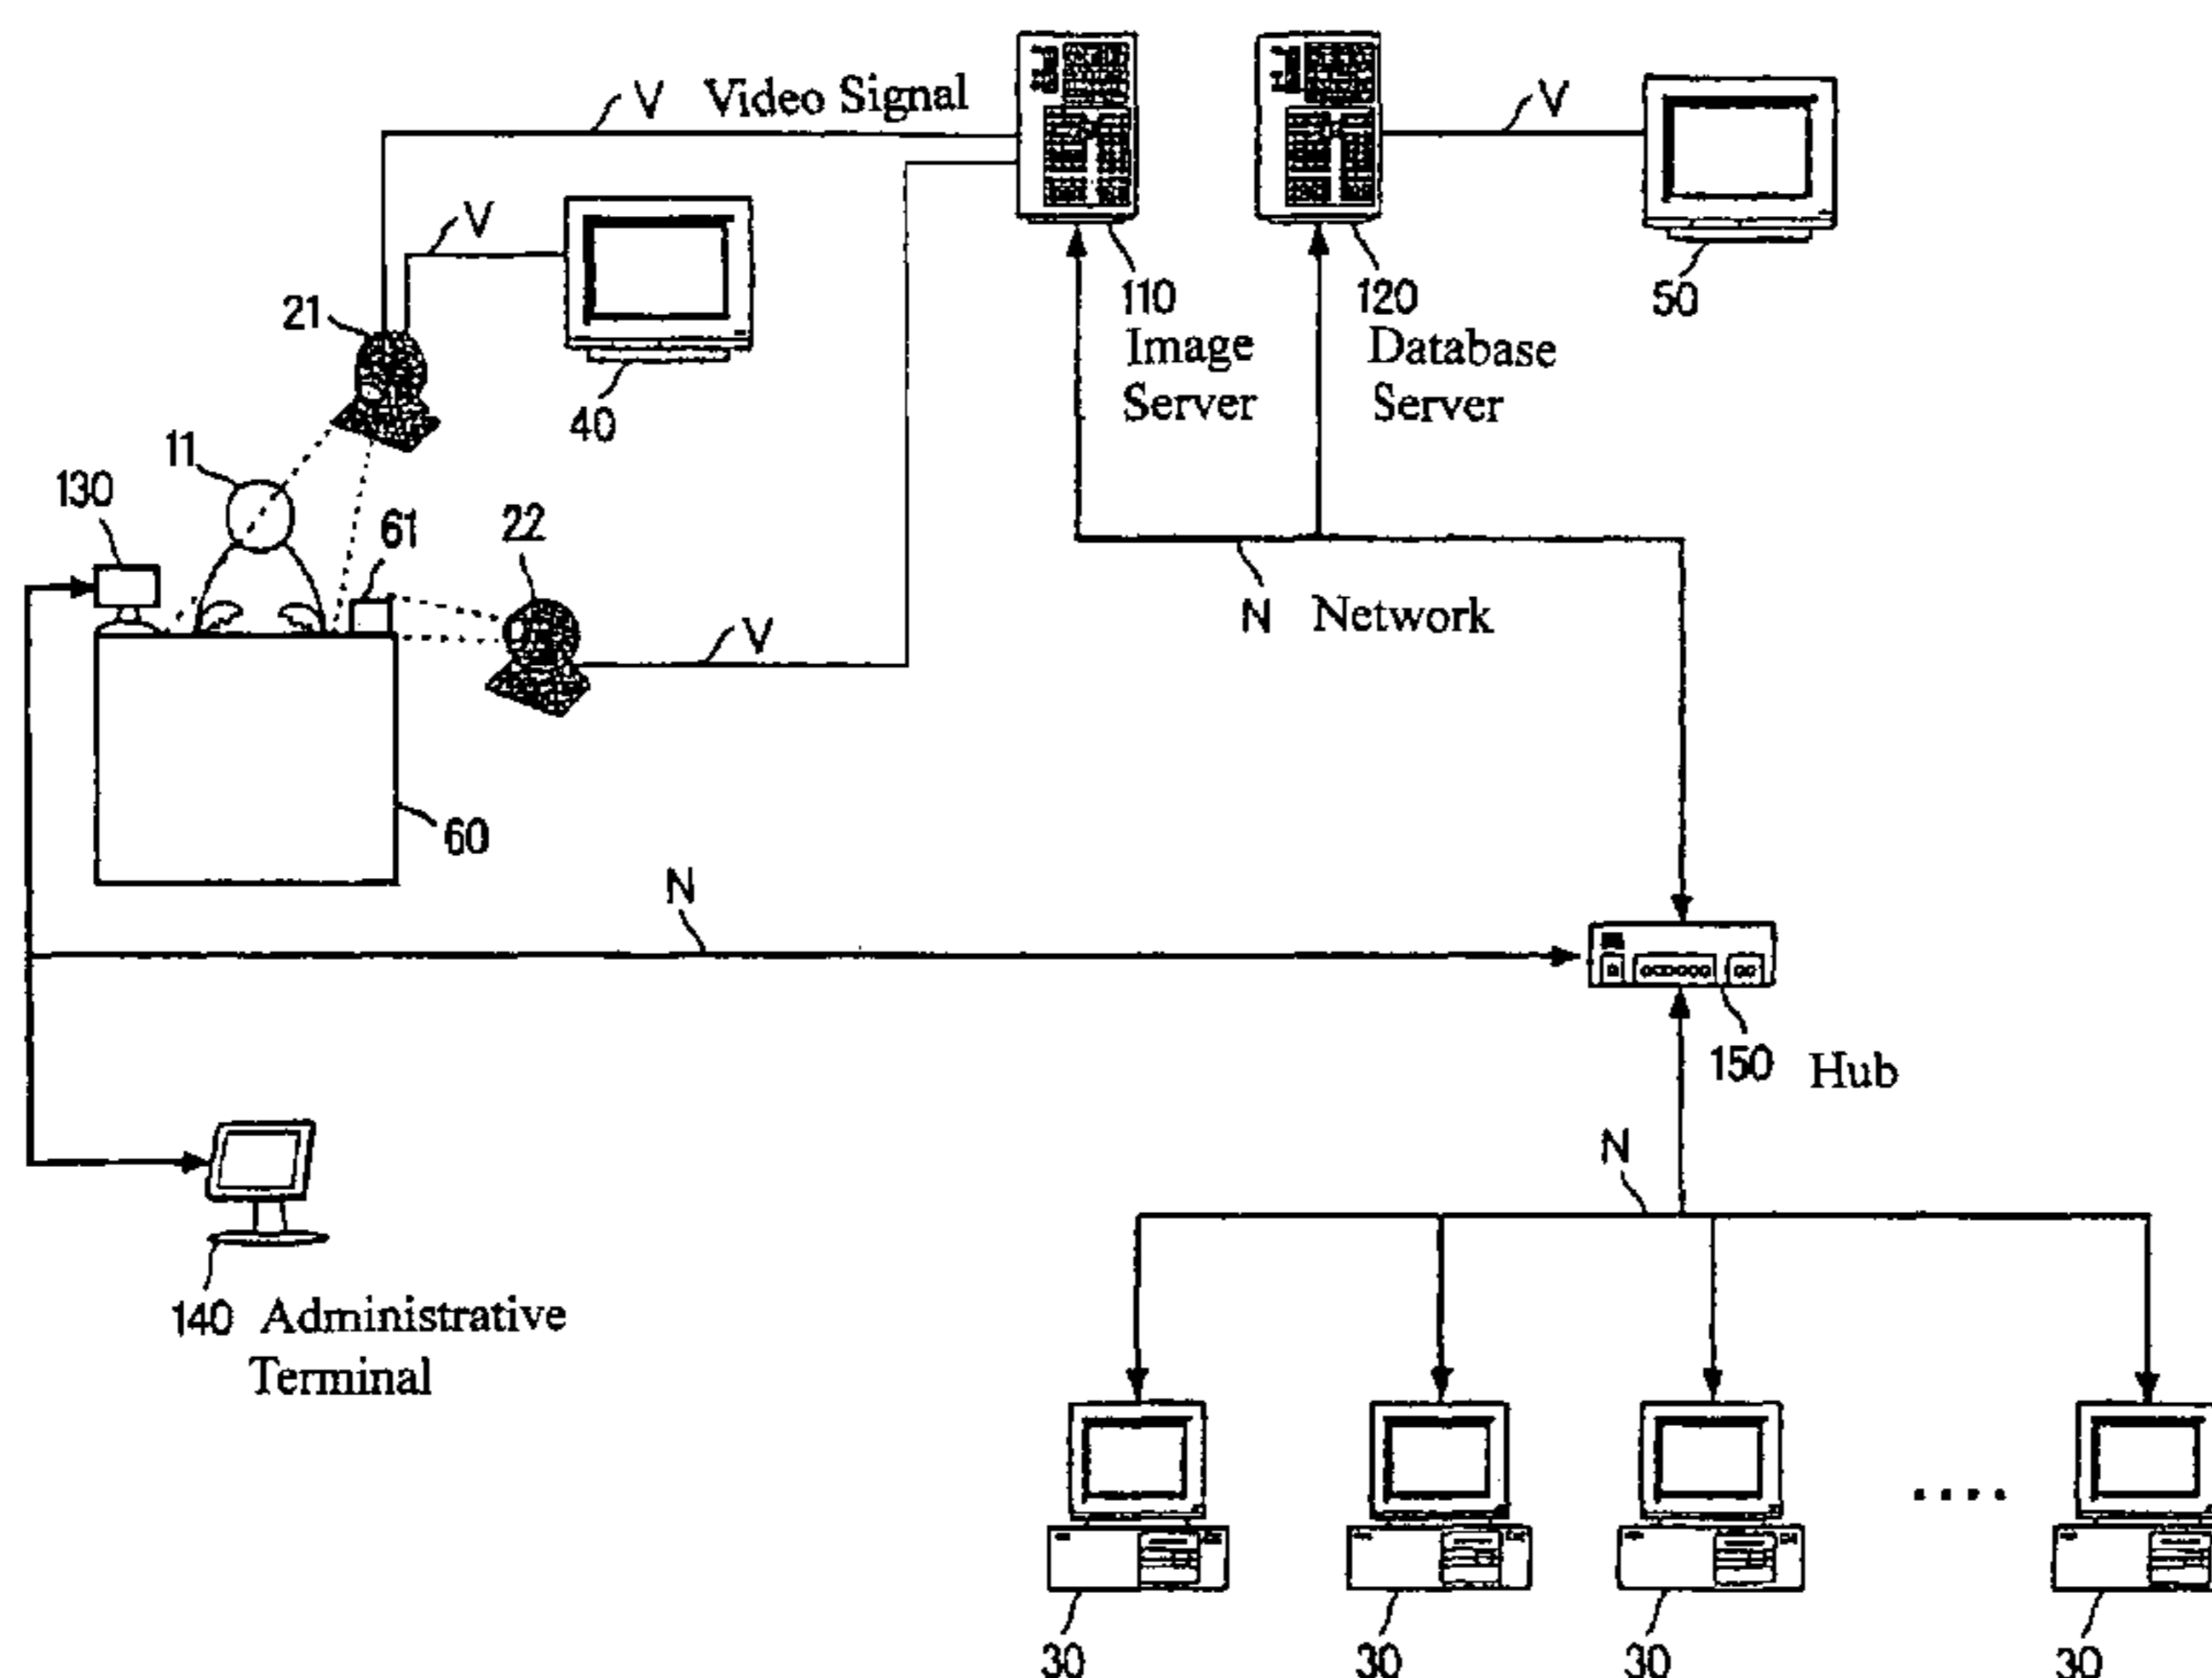 V Video Signal
V
V
21
40
110
Image
Server
120
Database
Server
50
11
130
61
22
V
N Network
60
N
150 Hub
N
140 Administrative
Terminal
30
30
30
30